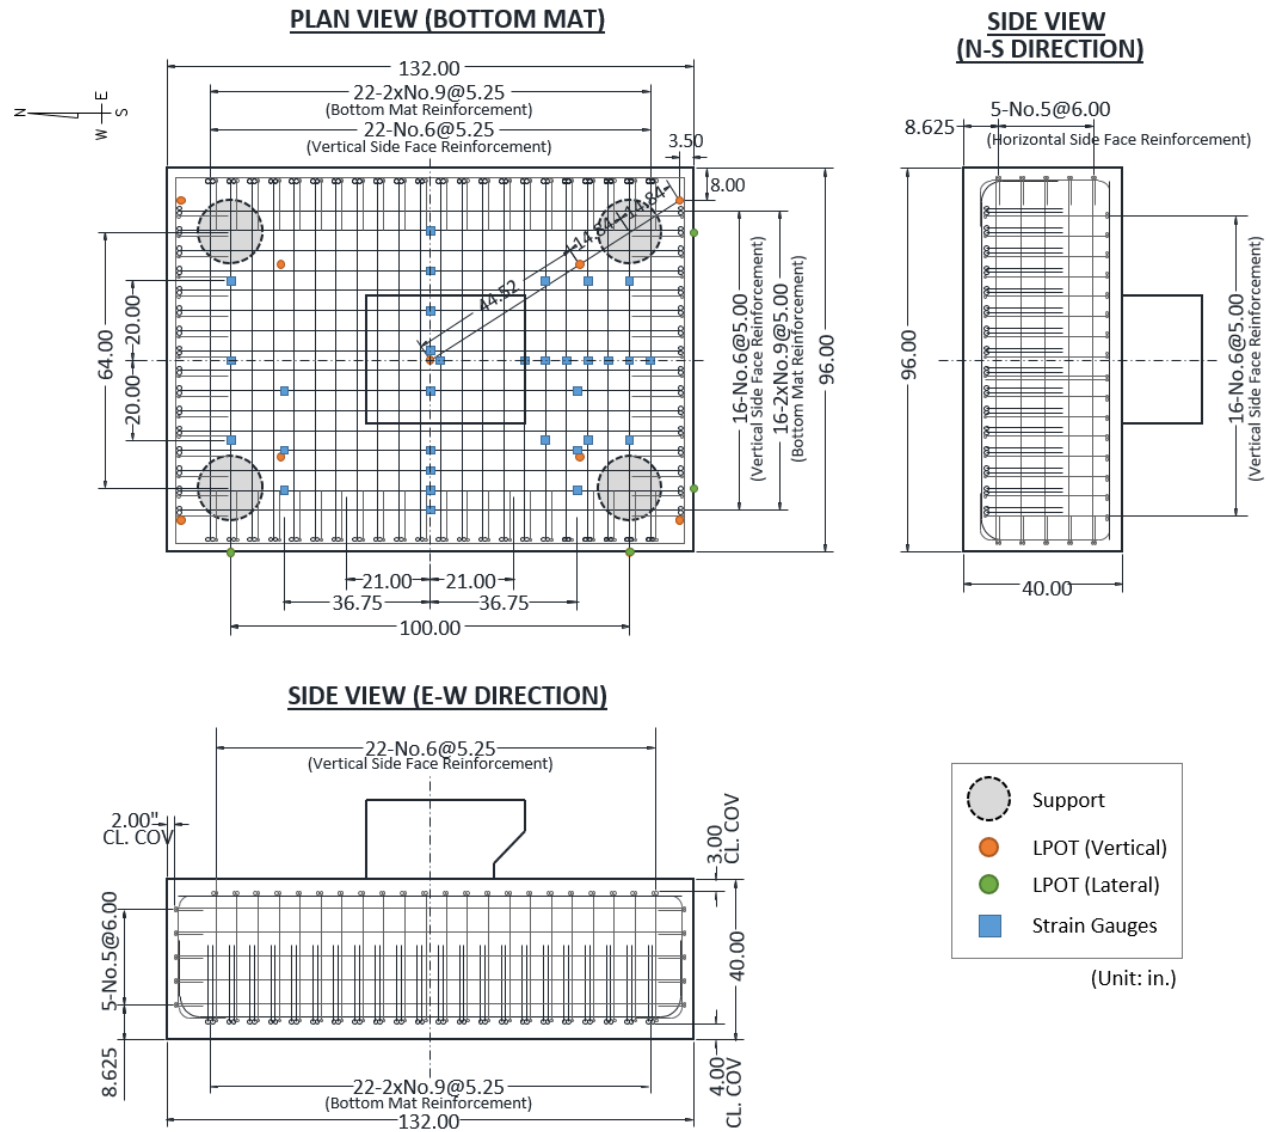 PLAN VIEW (BOTTOM MAT)
132.00
22-2xNo.9@5.25
(Bottom Mat Reinforcement)
22-No.6@5.25
(Vertical Side Face Reinforcement)
N
E
S
W
3.50
8.00
14.84
14.84
44.52
64.00
20.00
20.00
16-No.6@5.00
(Vertical Side Face Reinforcement)
16-2xNo.9@5.00
(Bottom Mat Reinforcement)
96.00
21.00
21.00
36.75
36.75
100.00
SIDE VIEW
(N-S DIRECTION)
5-No.5@6.00
8.625
(Horizontal Side Face Reinforcement)
96.00
16-No.6@5.00
(Vertical Side Face Reinforcement)
40.00
SIDE VIEW (E-W DIRECTION)
22-No.6@5.25
(Vertical Side Face Reinforcement)
2.00"
CL. COV
3.00
CL. COV
5-No.5@6.00
40.00
8.625
4.00
CL. COV
22-2xNo.9@5.25
(Bottom Mat Reinforcement)
132.00
Support
LPOT (Vertical)
LPOT (Lateral)
Strain Gauges
(Unit: in.)